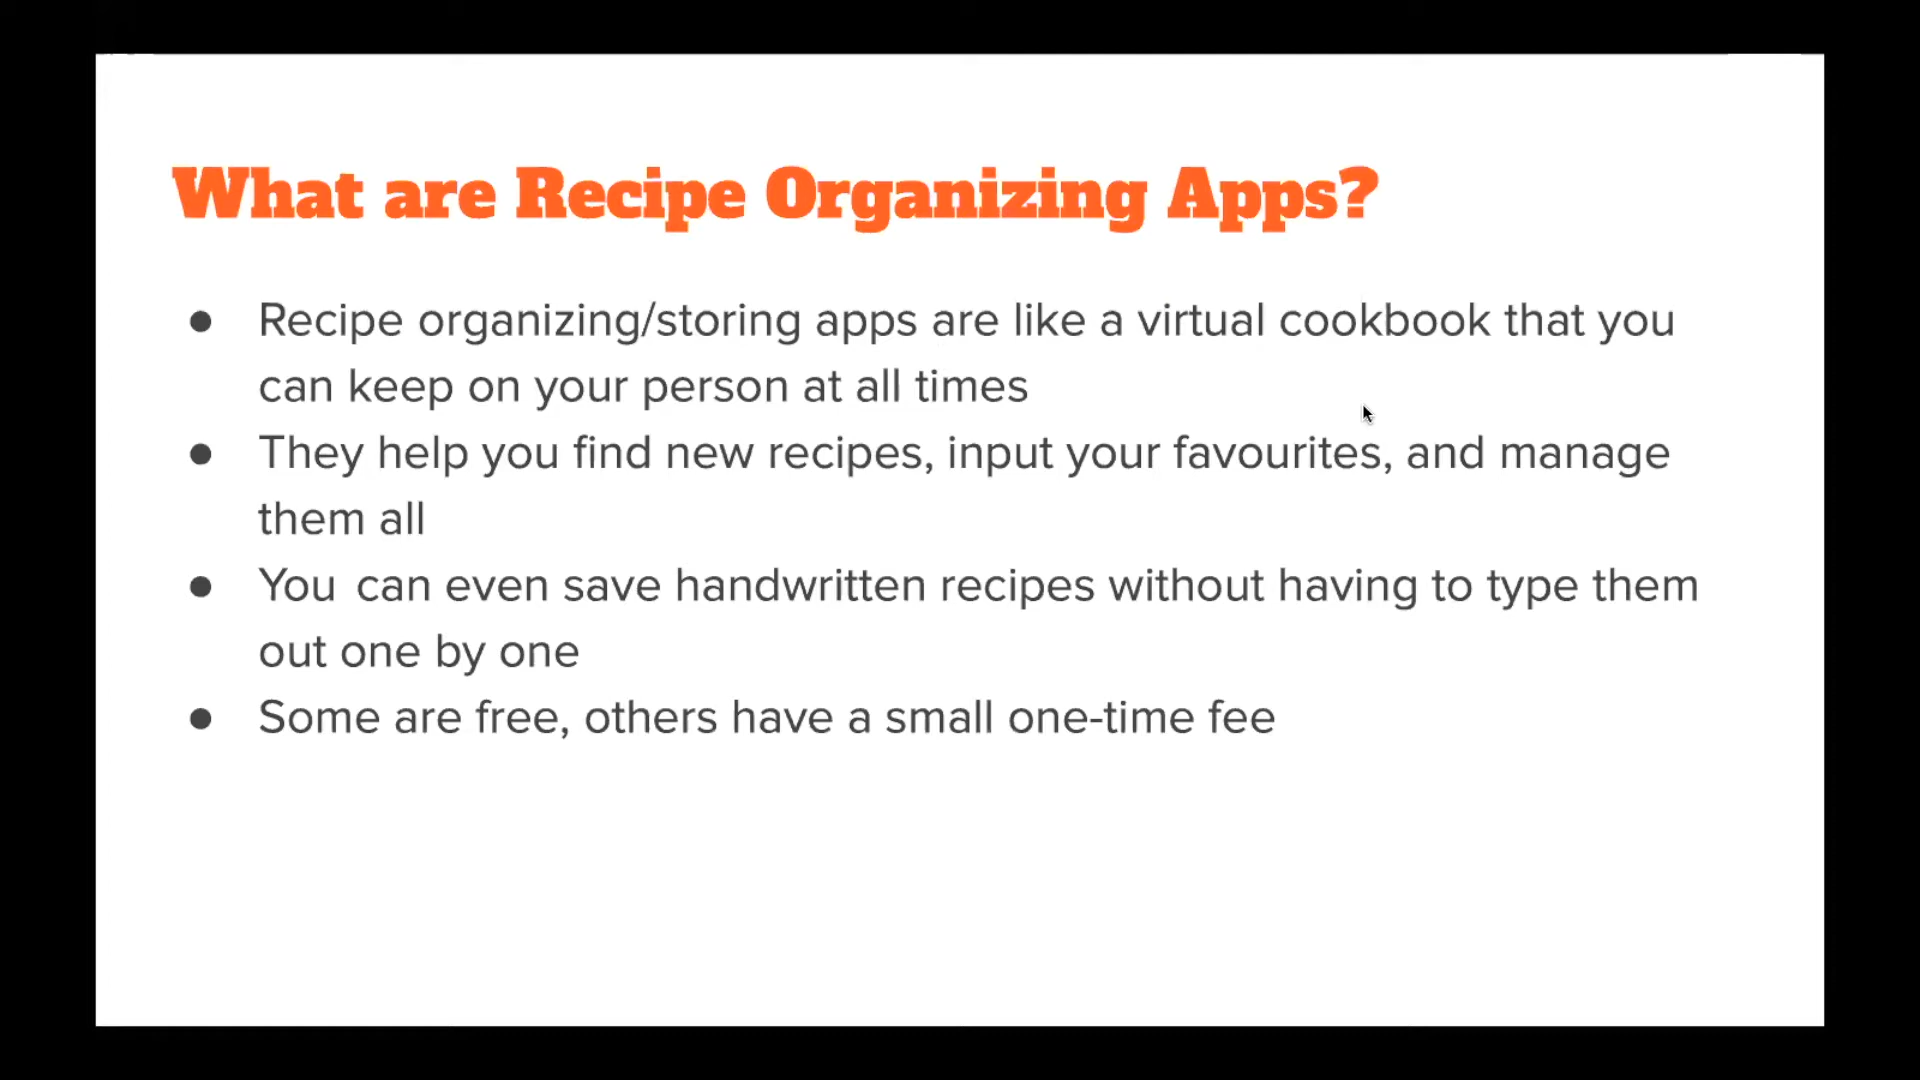 What are Recipe Organizing Apps?
● Recipe organizing/storing apps are like a virtual cookbook that you
can keep on your person at all times
● They help you find new recipes, input your favourites, and manage
them all
● You can even save handwritten recipes without having to type them
out one by one
● Some are free, others have a small one-time fee